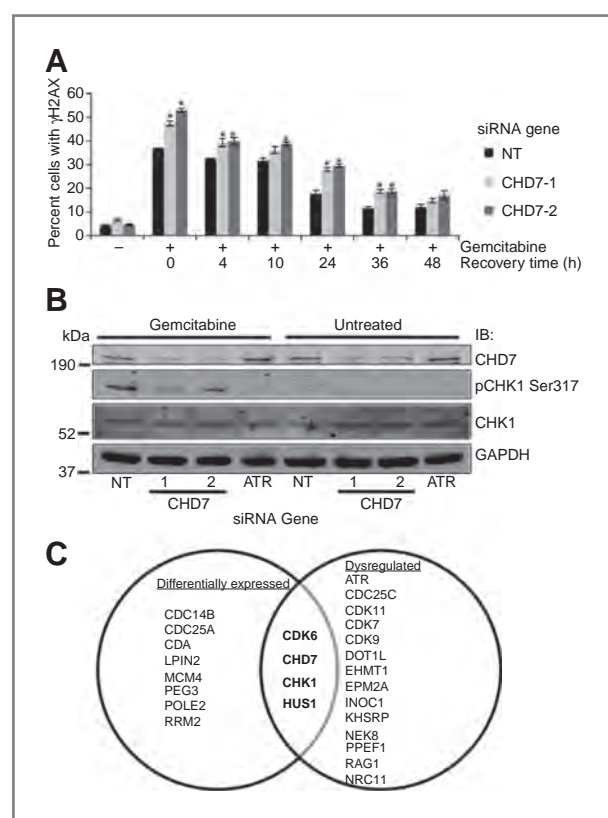 A
Percent cells with γH2AX
60
50
40
30
20
10
0
* * * * * * * * * *
siRNA gene
NT
CHD7-1
CHD7-2
– + + + + + + Gemcitabine
0 4 10 24 36 48 Recovery time (h)
B
kDa Gemcitabine Untreated IB:
190 CHD7
pCHK1 Ser317
52 CHK1
37 GAPDH
NT 1 2 ATR NT 1 2 ATR
CHD7 CHD7
siRNA Gene
C
Differentially expressed
CDC14B
CDC25A
CDA
LPIN2
MCM4
PEG3
POLE2
RRM2
CDK6
CHD7
CHK1
HUS1
Dysregulated
ATR
CDC25C
CDK11
CDK7
CDK9
DOT1L
EHMT1
EPM2A
INOC1
KHSRP
NEK8
PPEF1
RAG1
NRC11